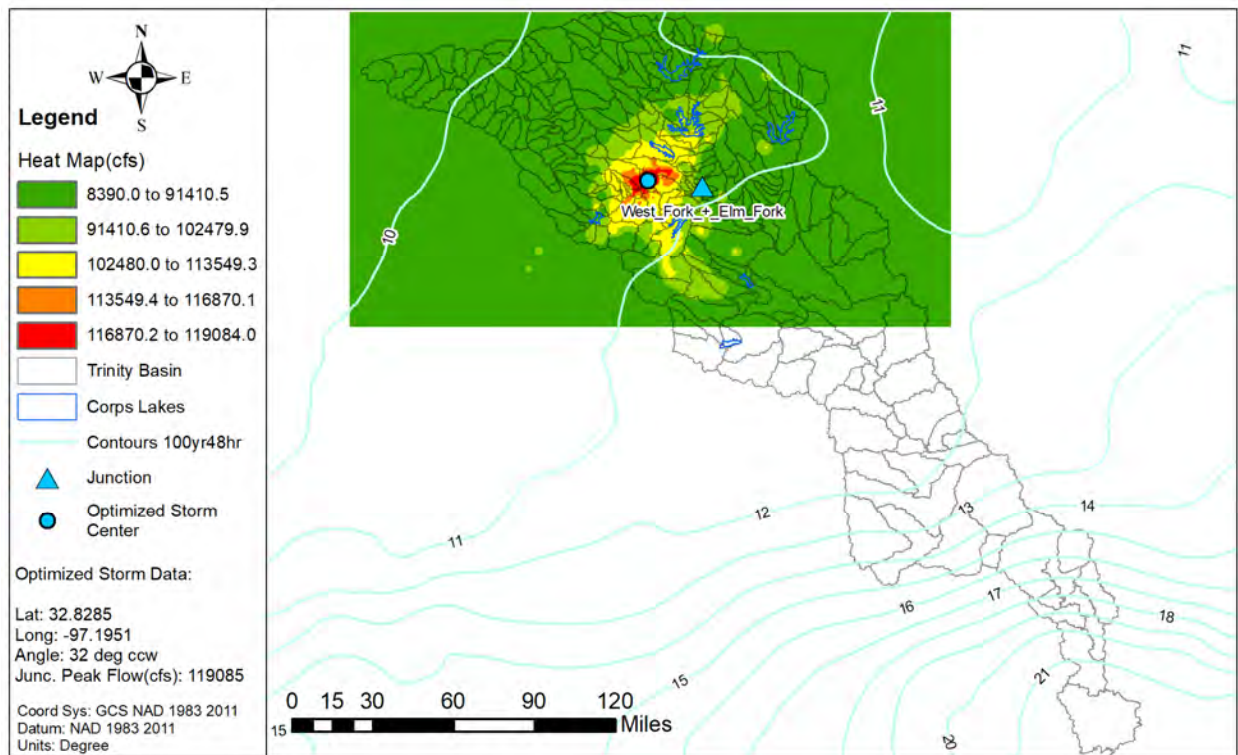 N
W
E
S
Legend
Heat Map(cfs)
8390.0 to 91410.5
91410.6 to 102479.9
102480.0 to 113549.3
113549.4 to 116870.1
116870.2 to 119084.0
Trinity Basin
Corps Lakes
Contours 100yr48hr
Junction
Optimized Storm
Center
Optimized Storm Data:
Lat: 32.8285
Long: -97.1951
Angle: 32 deg ccw
Junc. Peak Flow(cfs): 119085
Coord Sys: GCS NAD 1983 2011
Datum: NAD 1983 2011
Units: Degree
11
11
10
West_Fork_+_Elm_Fork
12
13
14
11
16
17
18
15
21
20
15
0 15 30 60 90 120
Miles